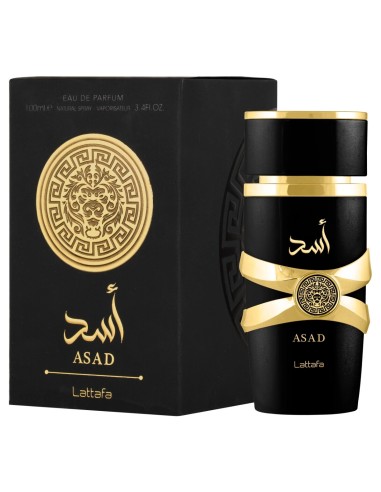 EAU DE PARFUM
100ml℮ NATURAL SPRAY VAPORISATEUR 3.4FL.OZ.
أسد
ASAD
Lattafa
أسد
ASAD
Lattafa